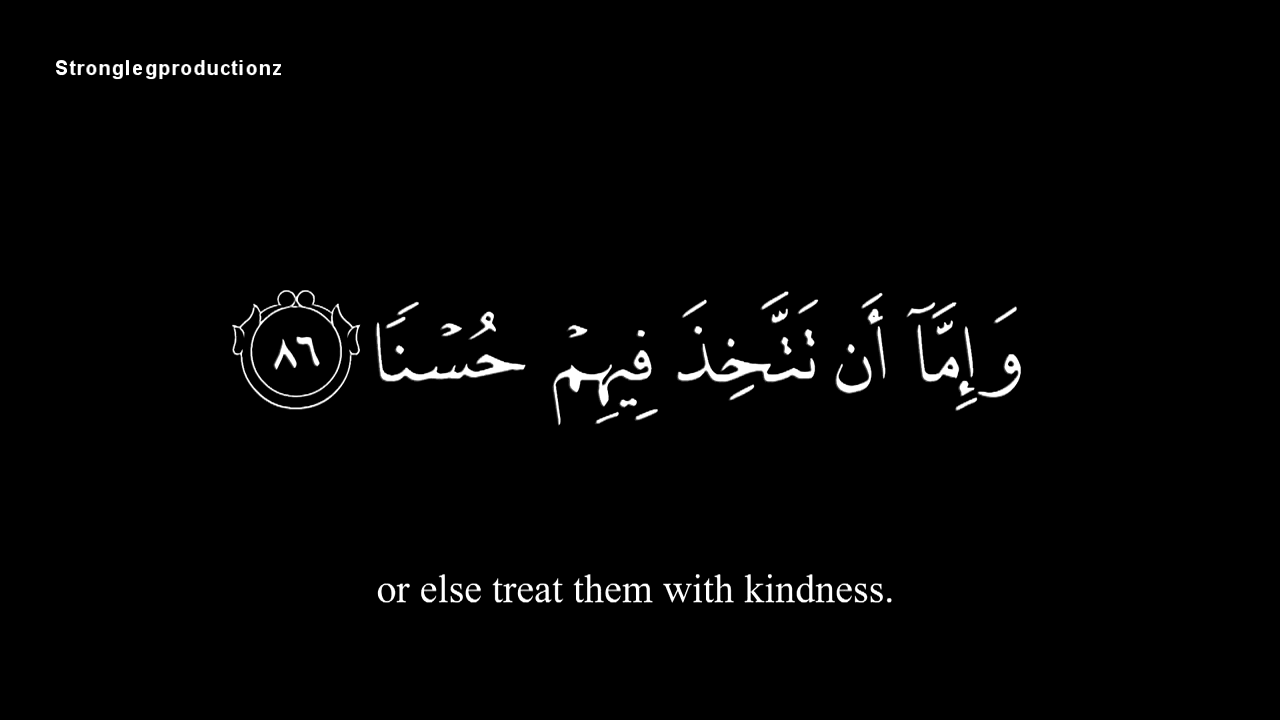 Stronglegproductionz
وَإِمَّآ أَن تَتَّخِذَ فِيهِمۡ حُسۡنٗا ٨٦
or else treat them with kindness.